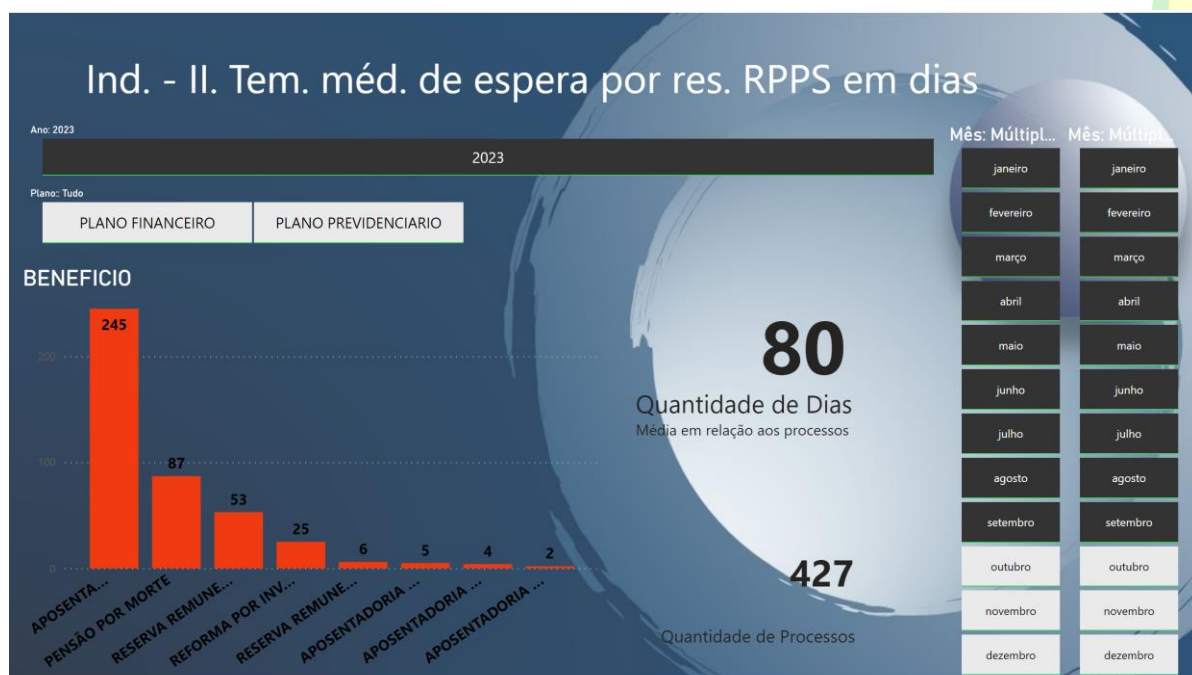 Ind. - II. Tem. méd. de espera por res. RPPS em dias
Ano: 2023
2023
Plano:: Tudo
PLANO FINANCEIRO
PLANO PREVIDENCIARIO
BENEFICIO
200
100
0
245
87
53
25
6
5
4
2
APOSENTA...
PENSÃO POR MORTE
RESERVA REMUNE...
REFORMA POR INV...
RESERVA REMUNE...
APOSENTADORIA ...
APOSENTADORIA ...
APOSENTADORIA ...
80
Quantidade de Dias
Média em relação aos processos
427
Quantidade de Processos
Mês: Múltipl...
janeiro
fevereiro
março
abril
maio
junho
julho
agosto
setembro
outubro
novembro
dezembro
Mês: Múltipl...
janeiro
fevereiro
março
abril
maio
junho
julho
agosto
setembro
outubro
novembro
dezembro